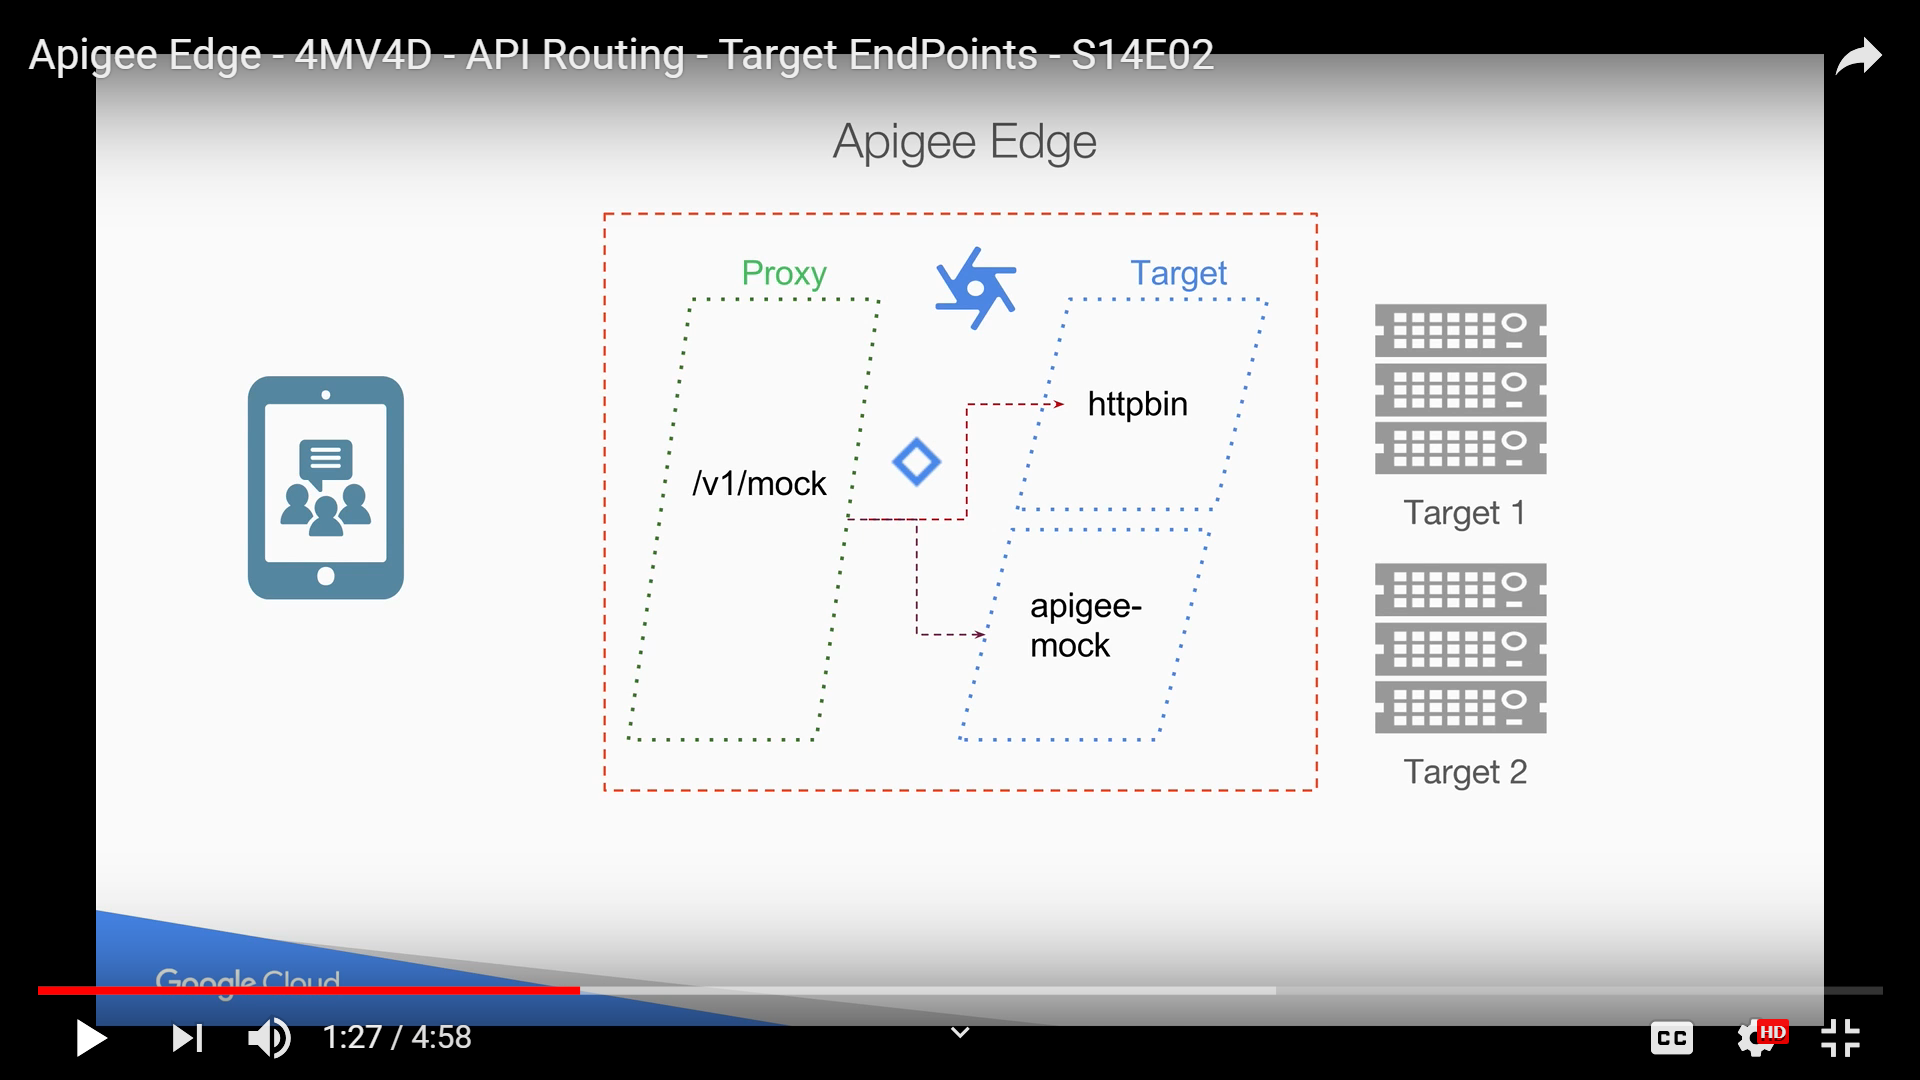 Apigee Edge - 4MV4D - API Routing - Target EndPoints - S14E02
Apigee Edge
Proxy
Target
httpbin
/v1/mock
apigee-
mock
Target 1
Target 2
Google Cloud
1:27 / 4:58
CC
HD